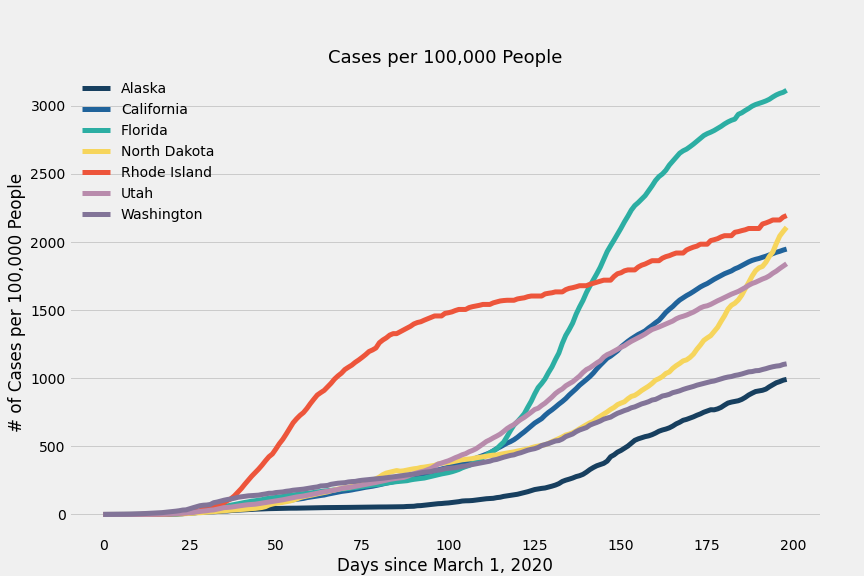 Cases per 100,000 People
Alaska
California
Florida
North Dakota
Rhode Island
Utah
Washington
# of Cases per 100,000 People
3000
2500
2000
1500
1000
500
0
0 25 50 75 100 125 150 175 200
Days since March 1, 2020